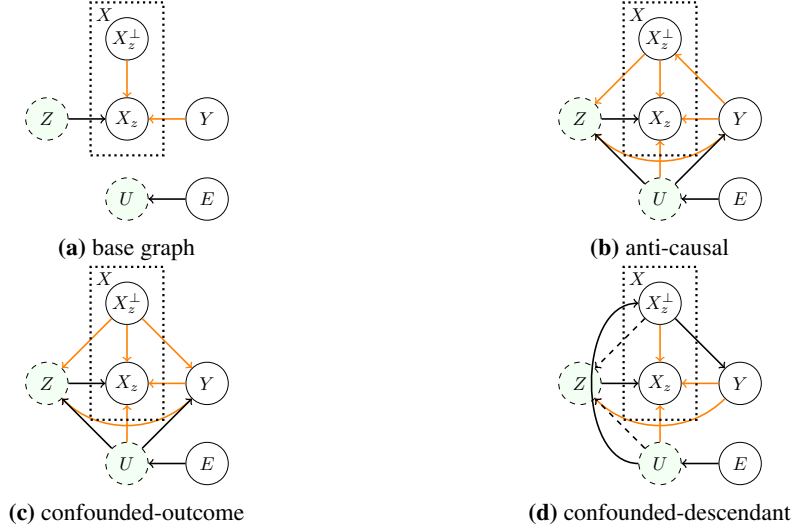 X
X_z^⊥
Z
X_z
Y
U
E
(a) base graph
X
X_z^⊥
Z
X_z
Y
U
E
(b) anti-causal
X
X_z^⊥
Z
X_z
Y
U
E
(c) confounded-outcome
X
X_z^⊥
Z
X_z
Y
U
E
(d) confounded-descendant